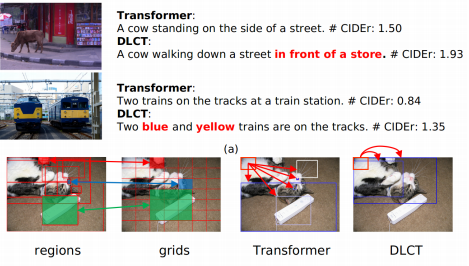 Transformer:
A cow standing on the side of a street. # CIDEr: 1.50
DLCT:
A cow walking down a street in front of a store. # CIDEr: 1.93
Transformer:
Two trains on the tracks at a train station. # CIDEr: 0.84
DLCT:
Two blue and yellow trains are on the tracks. # CIDEr: 1.35
(a)
regions grids Transformer DLCT